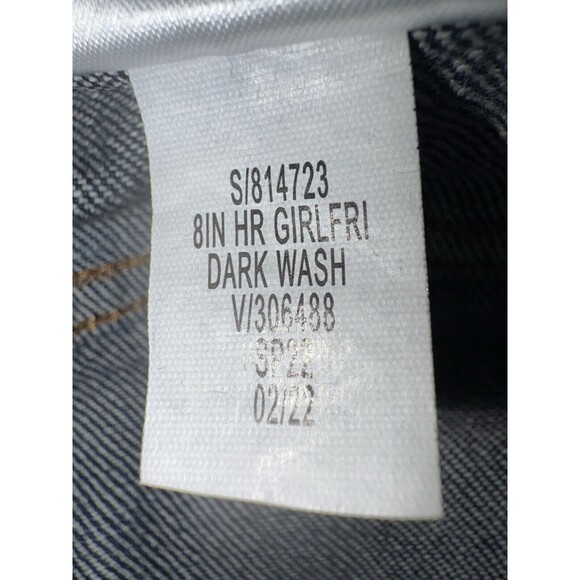 S/814723
8IN HR GIRLFRI
DARK WASH
V/306488
SP22
02/22